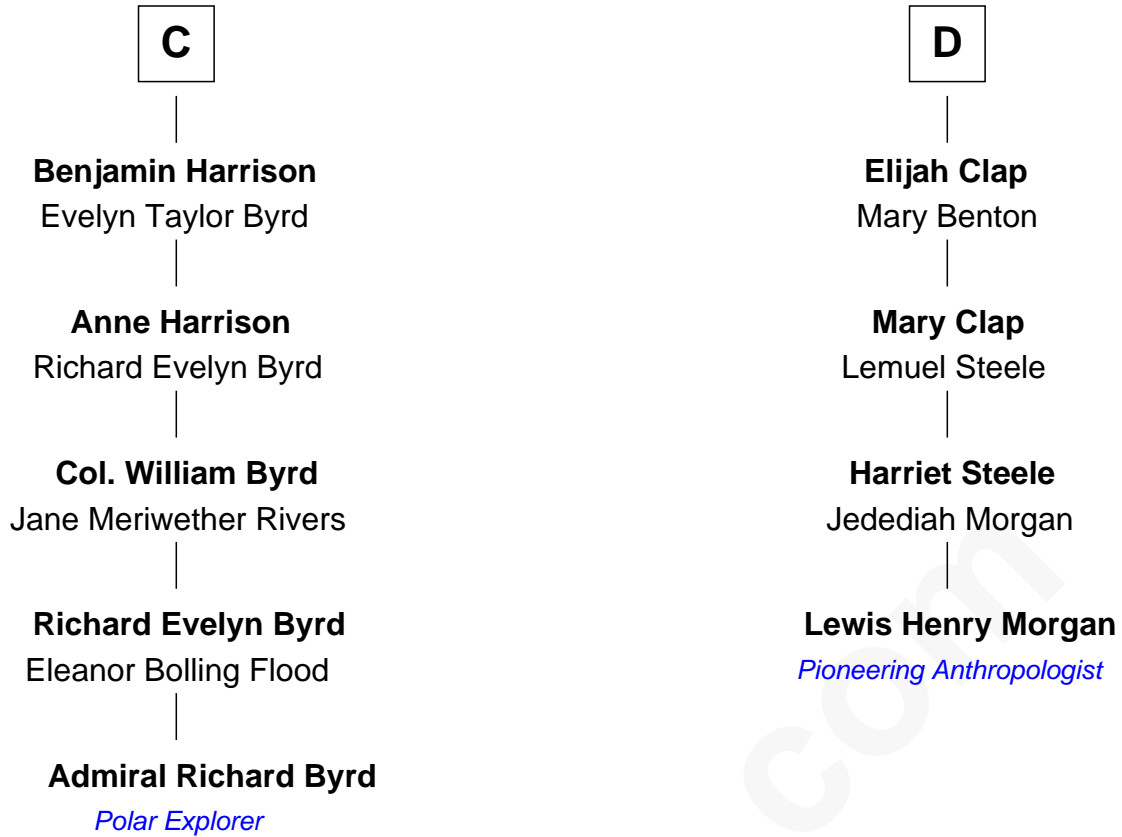 C
Benjamin Harrison
Evelyn Taylor Byrd
Anne Harrison
Richard Evelyn Byrd
Col. William Byrd
Jane Meriwether Rivers
Richard Evelyn Byrd
Eleanor Bolling Flood
Admiral Richard Byrd
Polar Explorer
D
Elijah Clap
Mary Benton
Mary Clap
Lemuel Steele
Harriet Steele
Jedediah Morgan
Lewis Henry Morgan
Pioneering Anthropologist
com